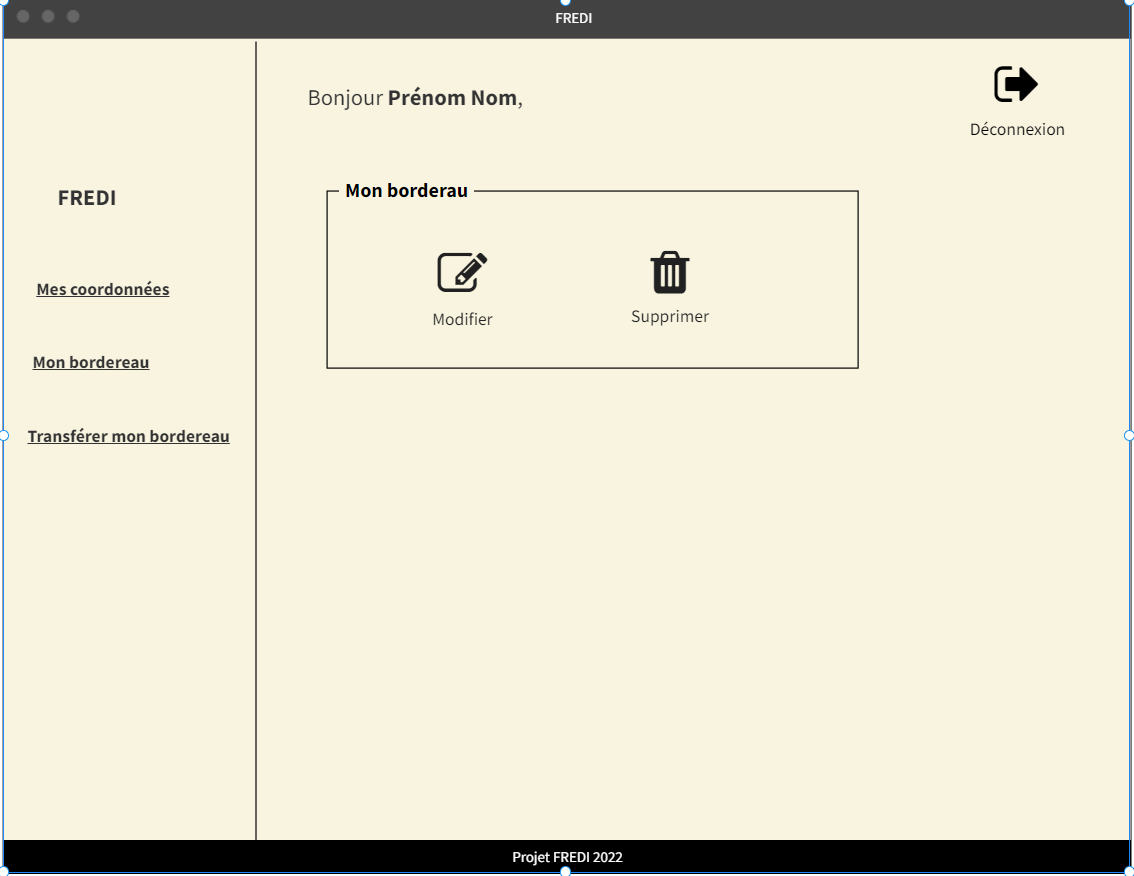 FREDI
Bonjour Prénom Nom,
Déconnexion
FREDI
Mes coordonnées
Mon bordereau
Transférer mon bordereau
Mon borderau
Modifier
Supprimer
Projet FREDI 2022